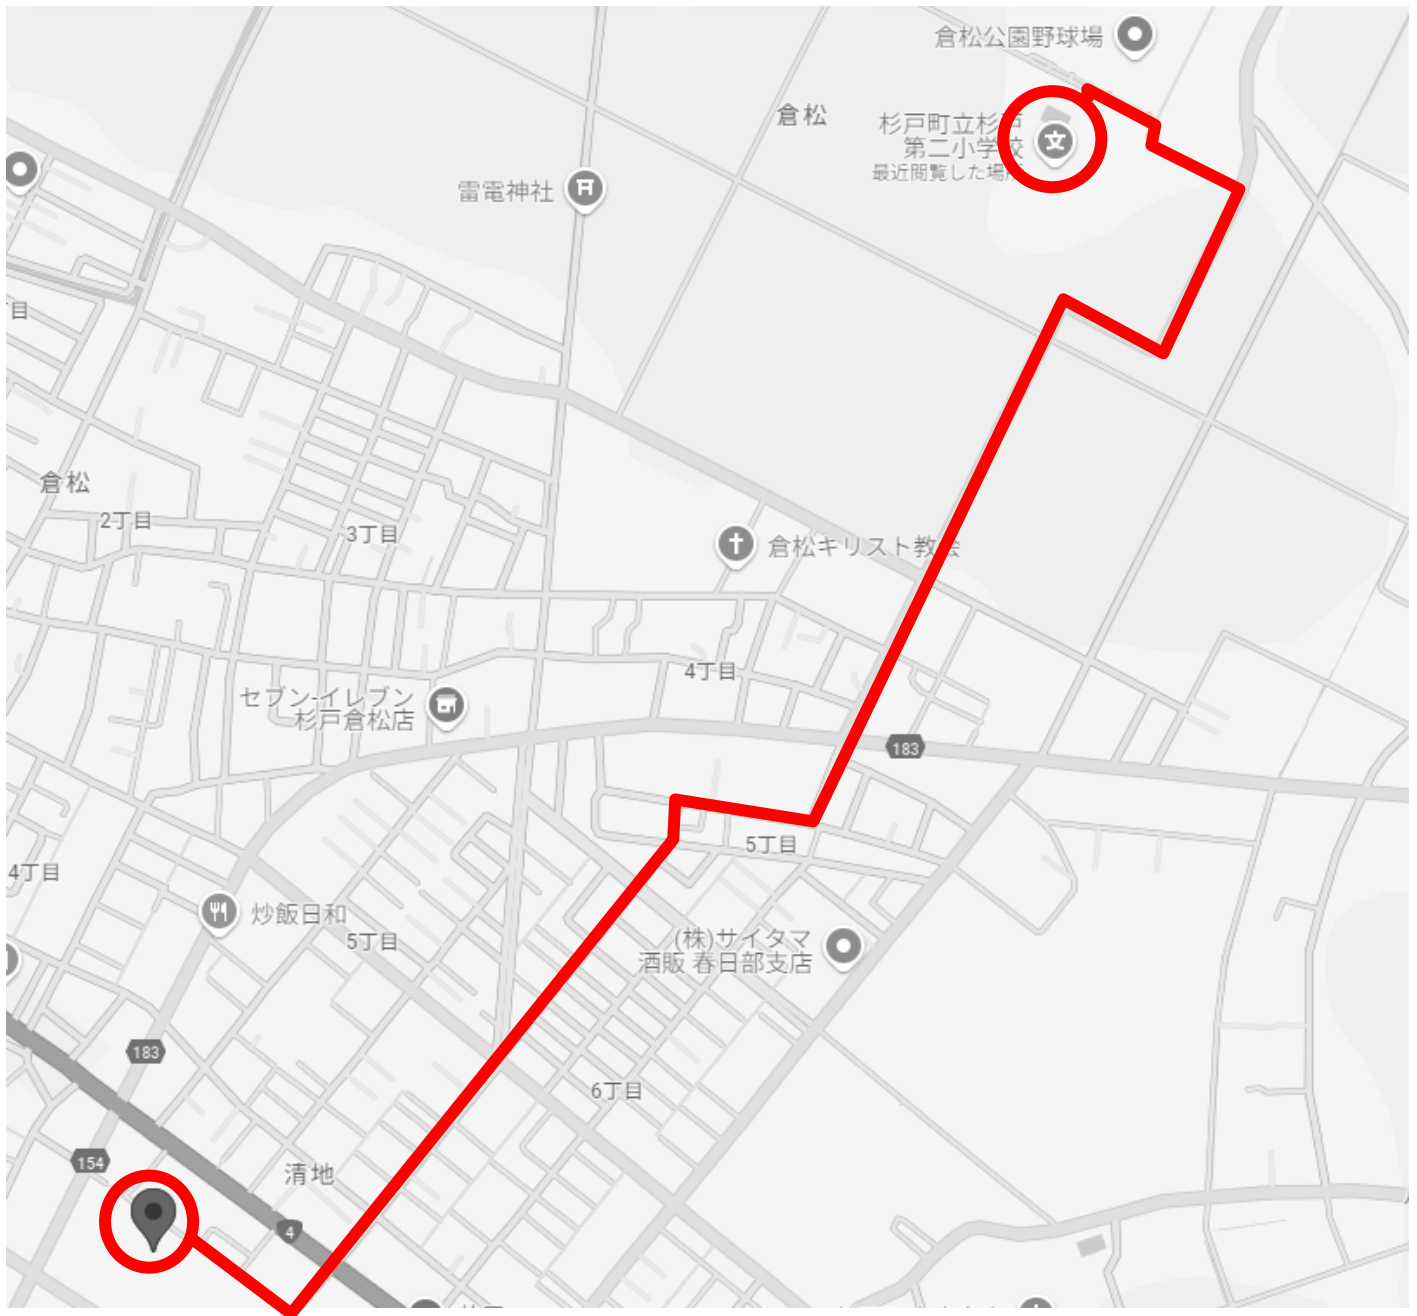 倉松公園野球場
倉松
杉戸町立杉戸
第二小学校
最近閲覧した場所
雷電神社
丁目
倉松
2丁目
3丁目
倉松キリスト教会
4丁目
セブン-イレブン
杉戸倉松店
183
5丁目
4丁目
炒飯日和
5丁目
(株)サイタマ
酒販 春日部支店
183
6丁目
154
清地
4